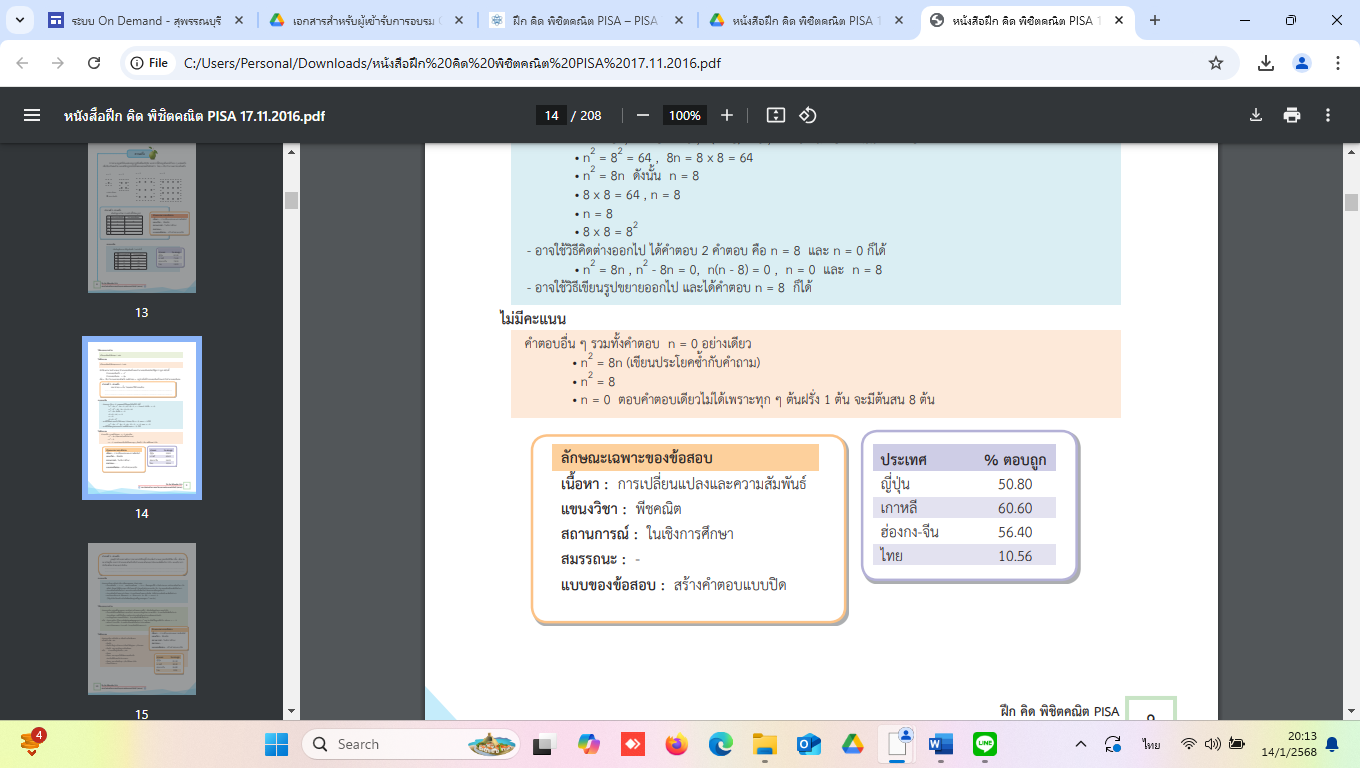 ระบบ On Demand - สุพรรณบุรี
เอกสารสำหรับผู้เข้ารับการอบรม
ฝึก คิด พิชิตคณิต PISA – PISA
หนังสือฝึก คิด พิชิตคณิต PISA 1
หนังสือฝึก คิด พิชิตคณิต PISA 1
File
C:/Users/Personal/Downloads/หนังสือฝึก%20คิด%20พิชิตคณิต%20PISA%2017.11.2016.pdf
หนังสือฝึก คิด พิชิตคณิต PISA 17.11.2016.pdf
14 / 208
100%
13
14
15
• n² = 8² = 64 , 8n = 8 x 8 = 64
• n² = 8n ดังนั้น n = 8
• 8 x 8 = 64 , n = 8
• n = 8
• 8 x 8 = 8²
- อาจใช้วิธีคิดต่างออกไป ได้คำตอบ 2 คำตอบ คือ n = 8 และ n = 0 ก็ได้
• n² = 8n , n² - 8n = 0, n(n - 8) = 0 , n = 0 และ n = 8
- อาจใช้วิธีเขียนรูปขยายออกไป และได้คำตอบ n = 8 ก็ได้
ไม่มีคะแนน
คำตอบอื่น ๆ รวมทั้งคำตอบ n = 0 อย่างเดียว
• n² = 8n (เขียนประโยคซ้ำกับคำถาม)
• n² = 8
• n = 0 ตอบคำตอบเดียวไม่ได้เพราะทุก ๆ ต้นฝรั่ง 1 ต้น จะมีต้นสน 8 ต้น
ลักษณะเฉพาะของข้อสอบ
เนื้อหา : การเปลี่ยนแปลงและความสัมพันธ์
แขนงวิชา : พีชคณิต
สถานการณ์ : ในเชิงการศึกษา
สมรรถนะ : -
แบบของข้อสอบ : สร้างคำตอบแบบปิด
ประเทศ % ตอบถูก
ญี่ปุ่น 50.80
เกาหลี 60.60
ฮ่องกง-จีน 56.40
ไทย 10.56
ฝึก คิด พิชิตคณิต PISA
4
Search
ไทย
20:13
14/1/2568